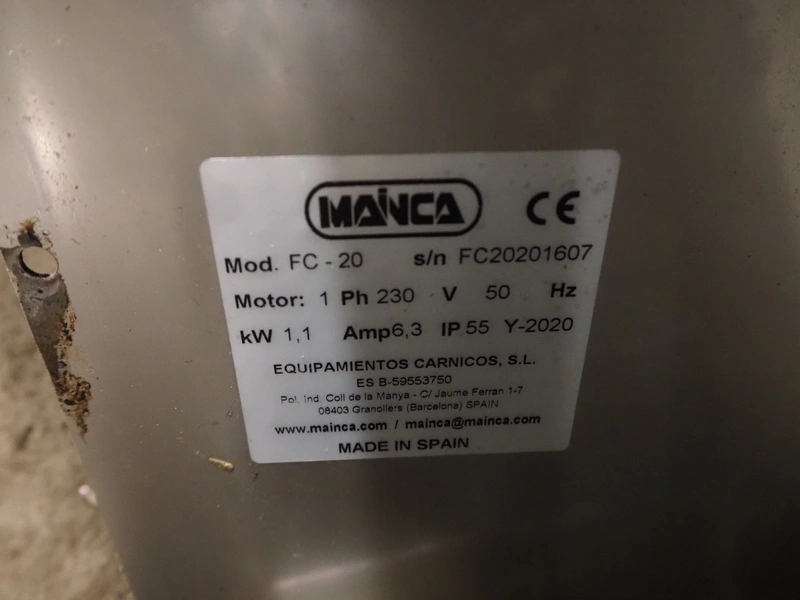 MAINCA CE
Mod. FC - 20 s/n FC20201607
Motor: 1 Ph 230 V 50 Hz
kW 1,1 Amp6,3 IP 55 Y-2020
EQUIPAMIENTOS CARNICOS, S.L.
ES B-59553750
Pol. ind. Coll de la Manya - C/ Jaume Ferran 1-7
08403 Granollers (Barcelona) SPAIN
www.mainca.com / mainca@mainca.com
MADE IN SPAIN